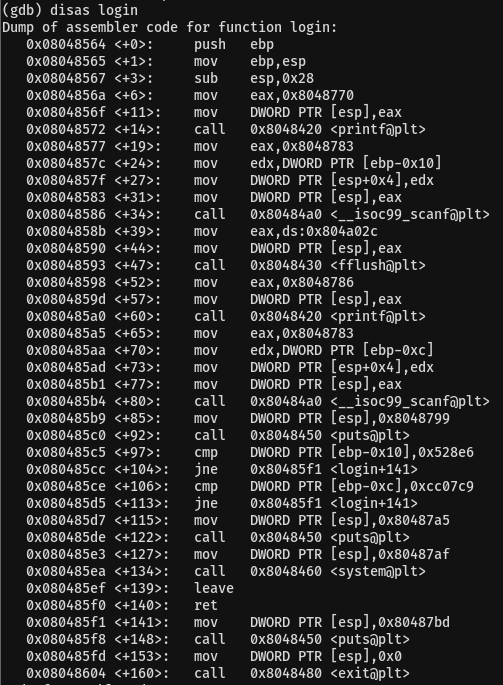 (gdb) disas login
Dump of assembler code for function login:
   0x08048564 <+0>:     push   ebp
   0x08048565 <+1>:     mov    ebp,esp
   0x08048567 <+3>:     sub    esp,0x28
   0x0804856a <+6>:     mov    eax,0x8048770
   0x0804856f <+11>:    mov    DWORD PTR [esp],eax
   0x08048572 <+14>:    call   0x8048420 <printf@plt>
   0x08048577 <+19>:    mov    eax,0x8048783
   0x0804857c <+24>:    mov    edx,DWORD PTR [ebp-0x10]
   0x0804857f <+27>:    mov    DWORD PTR [esp+0x4],edx
   0x08048583 <+31>:    mov    DWORD PTR [esp],eax
   0x08048586 <+34>:    call   0x80484a0 <__isoc99_scanf@plt>
   0x0804858b <+39>:    mov    eax,ds:0x804a02c
   0x08048590 <+44>:    mov    DWORD PTR [esp],eax
   0x08048593 <+47>:    call   0x8048430 <fflush@plt>
   0x08048598 <+52>:    mov    eax,0x8048786
   0x0804859d <+57>:    mov    DWORD PTR [esp],eax
   0x080485a0 <+60>:    call   0x8048420 <printf@plt>
   0x080485a5 <+65>:    mov    eax,0x8048783
   0x080485aa <+70>:    mov    edx,DWORD PTR [ebp-0xc]
   0x080485ad <+73>:    mov    DWORD PTR [esp+0x4],edx
   0x080485b1 <+77>:    mov    DWORD PTR [esp],eax
   0x080485b4 <+80>:    call   0x80484a0 <__isoc99_scanf@plt>
   0x080485b9 <+85>:    mov    DWORD PTR [esp],0x8048799
   0x080485c0 <+92>:    call   0x8048450 <puts@plt>
   0x080485c5 <+97>:    cmp    DWORD PTR [ebp-0x10],0x528e6
   0x080485cc <+104>:   jne    0x80485f1 <login+141>
   0x080485ce <+106>:   cmp    DWORD PTR [ebp-0xc],0xcc07c9
   0x080485d5 <+113>:   jne    0x80485f1 <login+141>
   0x080485d7 <+115>:   mov    DWORD PTR [esp],0x80487a5
   0x080485de <+122>:   call   0x8048450 <puts@plt>
   0x080485e3 <+127>:   mov    DWORD PTR [esp],0x80487af
   0x080485ea <+134>:   call   0x8048460 <system@plt>
   0x080485ef <+139>:   leave
   0x080485f0 <+140>:   ret
   0x080485f1 <+141>:   mov    DWORD PTR [esp],0x80487bd
   0x080485f8 <+148>:   call   0x8048450 <puts@plt>
   0x080485fd <+153>:   mov    DWORD PTR [esp],0x0
   0x08048604 <+160>:   call   0x8048480 <exit@plt>